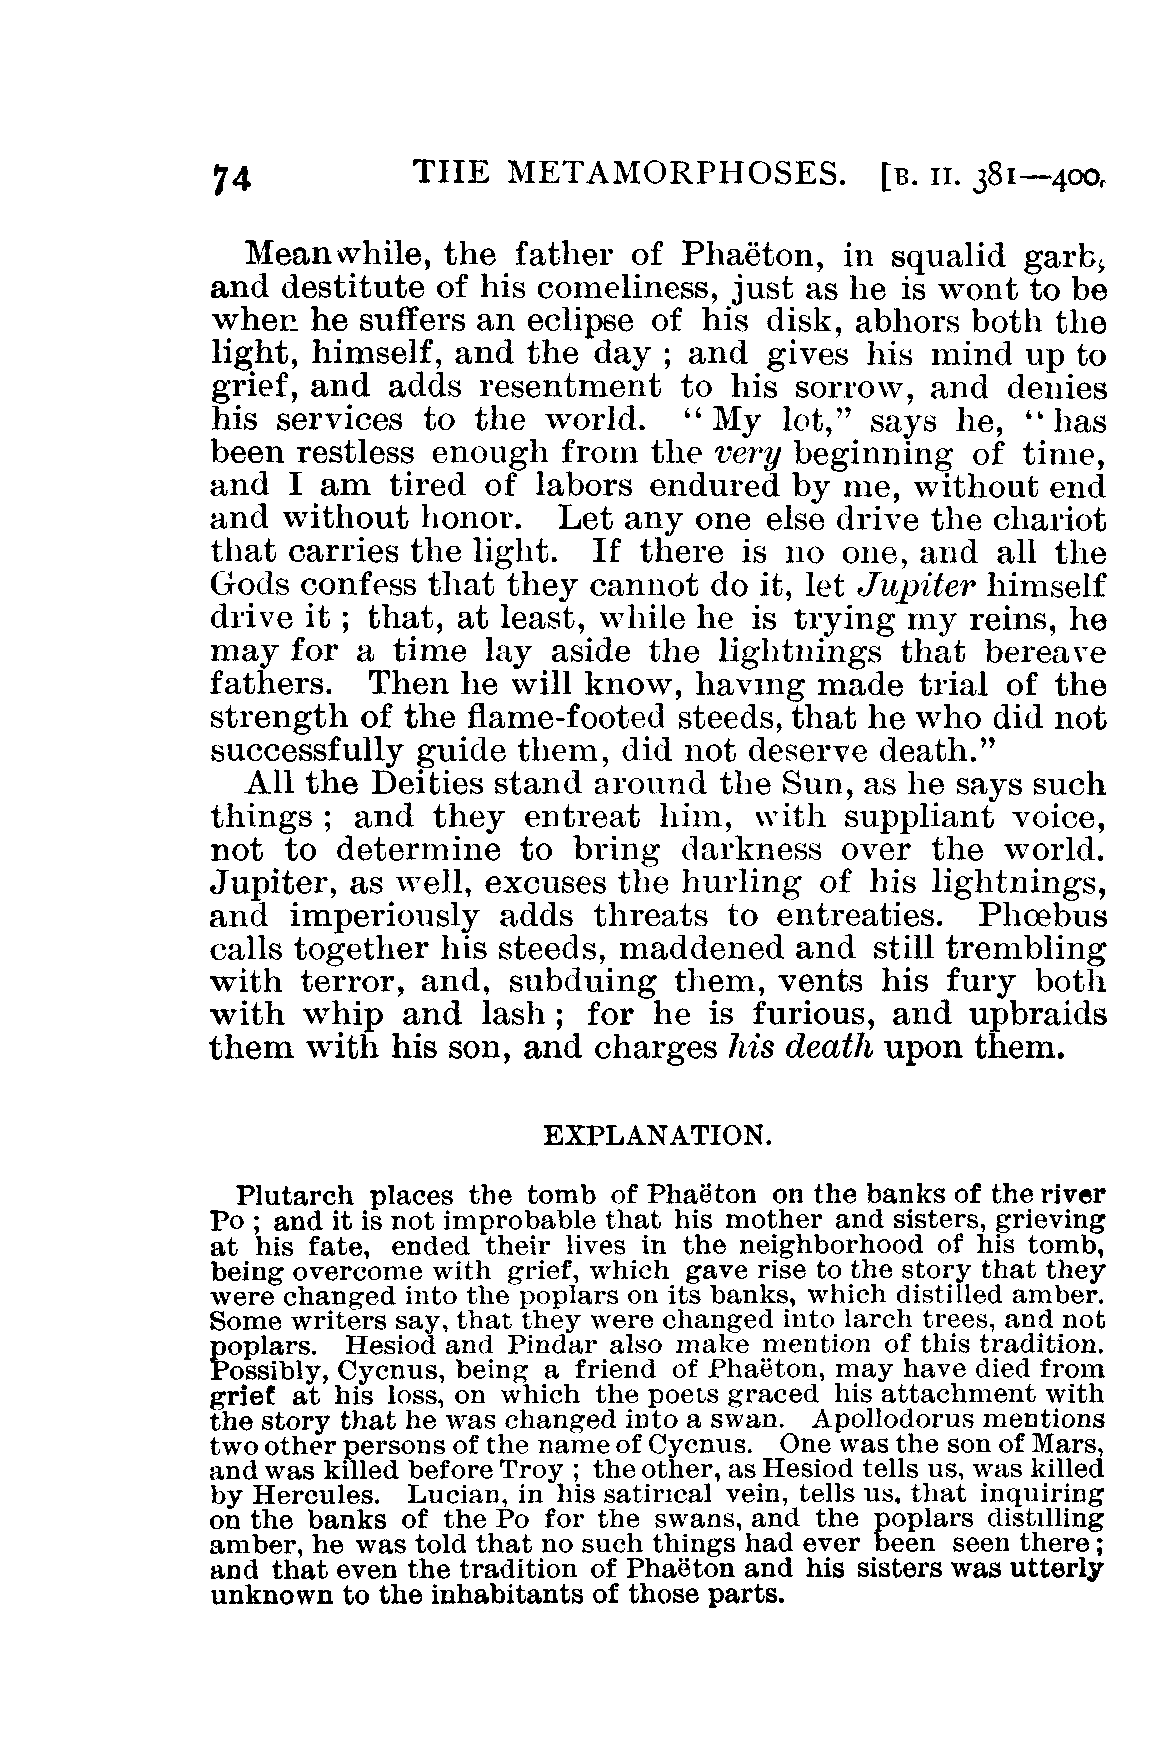 74 THE METAMORPHOSES. [B. II. 381—400.
Meanwhile, the father of Phaëton, in squalid garb,
and destitute of his comeliness, just as he is wont to be
when he suffers an eclipse of his disk, abhors both the
light, himself, and the day ; and gives his mind up to
grief, and adds resentment to his sorrow, and denies
his services to the world. “ My lot,” says he, “ has
been restless enough from the very beginning of time,
and I am tired of labors endured by me, without end
and without honor. Let any one else drive the chariot
that carries the light. If there is no one, and all the
Gods confess that they cannot do it, let Jupiter himself
drive it ; that, at least, while he is trying my reins, he
may for a time lay aside the lightnings that bereave
fathers. Then he will know, having made trial of the
strength of the flame-footed steeds, that he who did not
successfully guide them, did not deserve death.”
All the Deities stand around the Sun, as he says such
things ; and they entreat him, with suppliant voice,
not to determine to bring darkness over the world.
Jupiter, as well, excuses the hurling of his lightnings,
and imperiously adds threats to entreaties. Phœbus
calls together his steeds, maddened and still trembling
with terror, and, subduing them, vents his fury both
with whip and lash ; for he is furious, and upbraids
them with his son, and charges his death upon them.
EXPLANATION.
Plutarch places the tomb of Phaëton on the banks of the river
Po ; and it is not improbable that his mother and sisters, grieving
at his fate, ended their lives in the neighborhood of his tomb,
being overcome with grief, which gave rise to the story that they
were changed into the poplars on its banks, which distilled amber.
Some writers say, that they were changed into larch trees, and not
poplars. Hesiod and Pindar also make mention of this tradition.
Possibly, Cycnus, being a friend of Phaëton, may have died from
grief at his loss, on which the poets graced his attachment with
the story that he was changed into a swan. Apollodorus mentions
two other persons of the name of Cycnus. One was the son of Mars,
and was killed before Troy ; the other, as Hesiod tells us, was killed
by Hercules. Lucian, in his satirical vein, tells us, that inquiring
on the banks of the Po for the swans, and the poplars distilling
amber, he was told that no such things had ever been seen there ;
and that even the tradition of Phaëton and his sisters was utterly
unknown to the inhabitants of those parts.